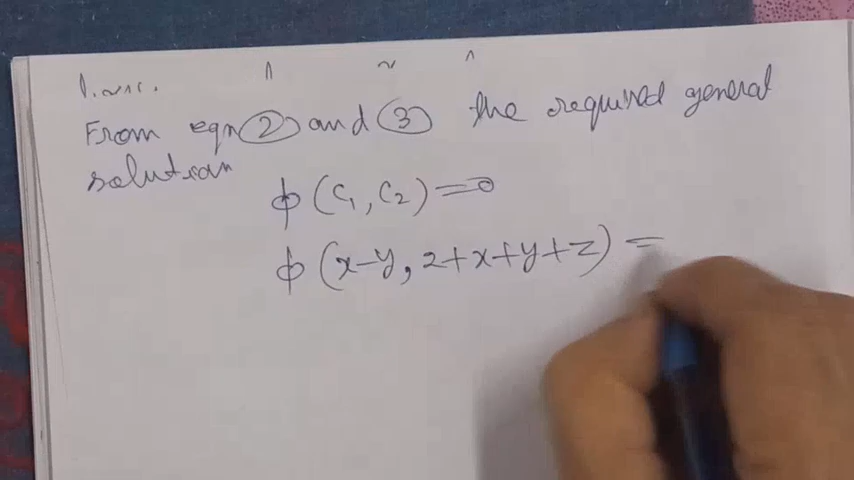 From eqn ② and ③ the required general
solution
ϕ(C₁, C₂) = 0
ϕ(x-y, 2+x+y+z) =